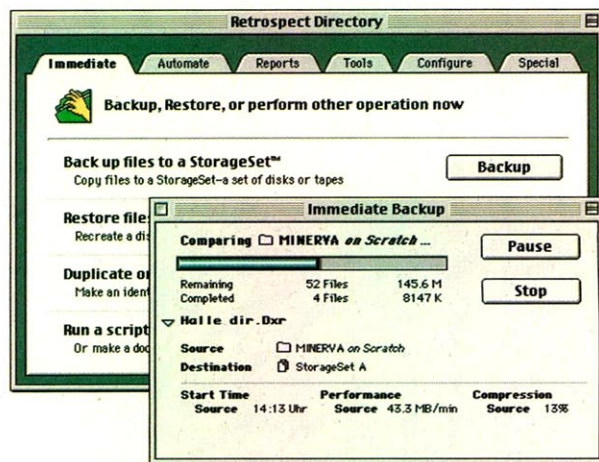 Retrospect Directory
Immediate Automate Reports Tools Configure Special
Backup, Restore, or perform other operation now
Back up files to a StorageSet™
Backup
Copy files to a StorageSet–a set of disks or tapes
Restore file
Recreate a di
Duplicate or
Make an ident
Run a script
Or make a doc
Immediate Backup
Comparing MINERVA on Scratch...
Pause
Remaining 52 Files 145.6 M
Completed 4 Files 8147 K
Stop
Halle dir.Dxr
Source MINERVA on Scratch
Destination StorageSet A
Start Time Performance Compression
Source 14:13 Uhr Source 43.3 MB/min Source 13%